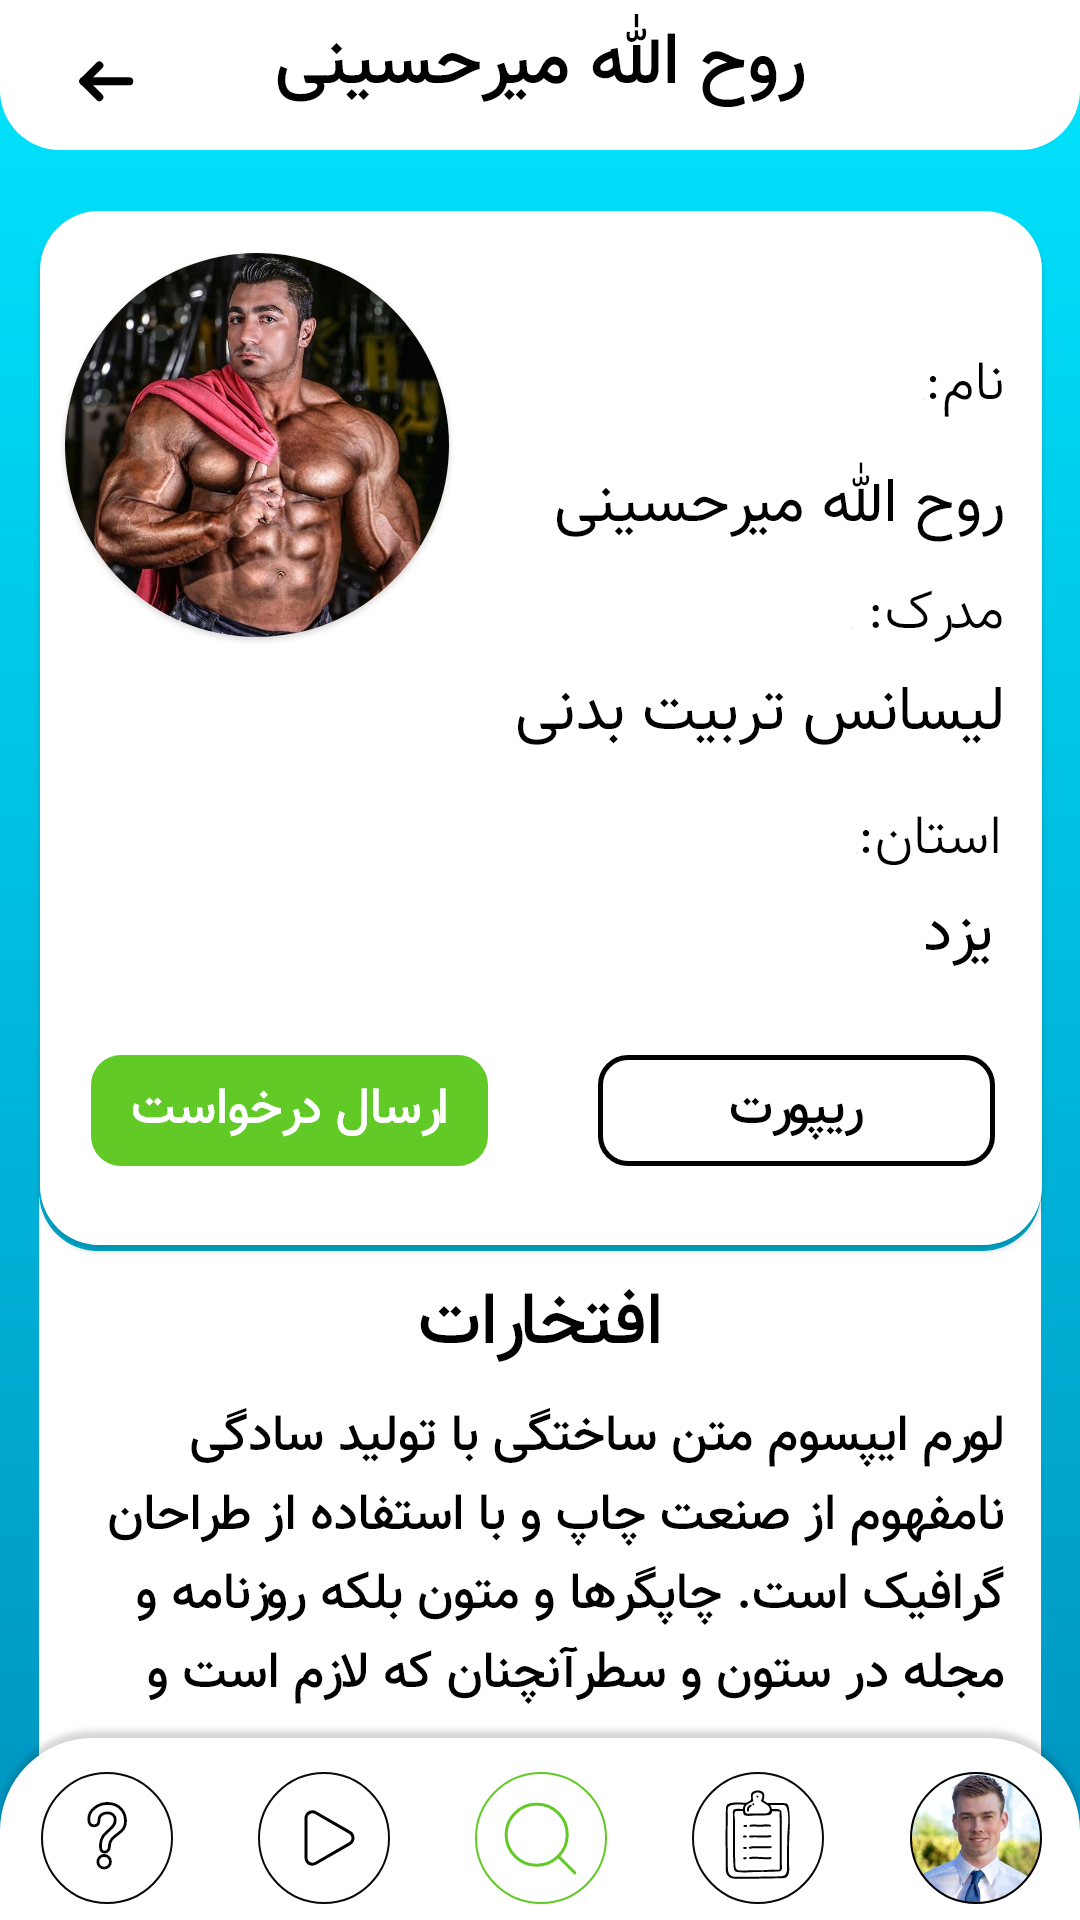 روح الله میرحسینی
نام:
روح الله میرحسینی
مدرک:
لیسانس تربیت بدنی
استان:
یزد
ریپورت
ارسال درخواست
افتخارات
لورم ایپسوم متن ساختگی با تولید سادگی
نامفهوم از صنعت چاپ و با استفاده از طراحان
گرافیک است. چاپگرها و متون بلکه روزنامه و
مجله در ستون و سطرآنچنان که لازم است و